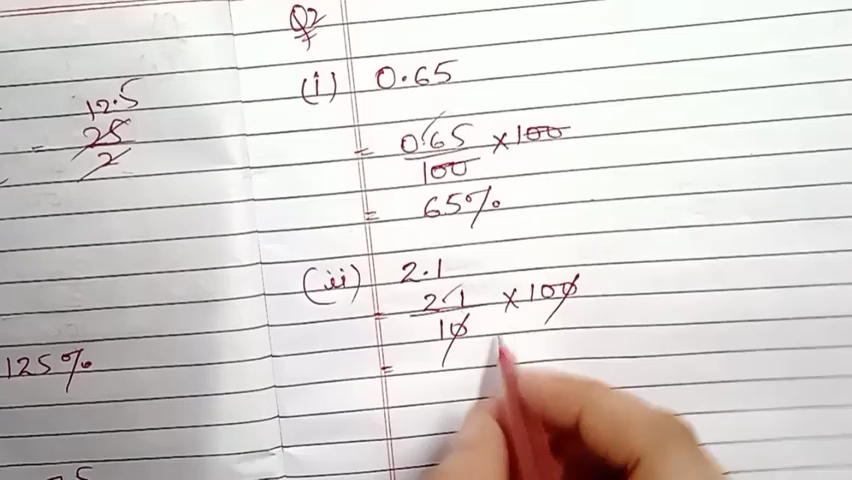 12.5
= 25
2
125%
Q2
(i) 0.65
= 0.65 × 100
100
= 65%
(ii) 2.1
= 2.1 × 100
10
=